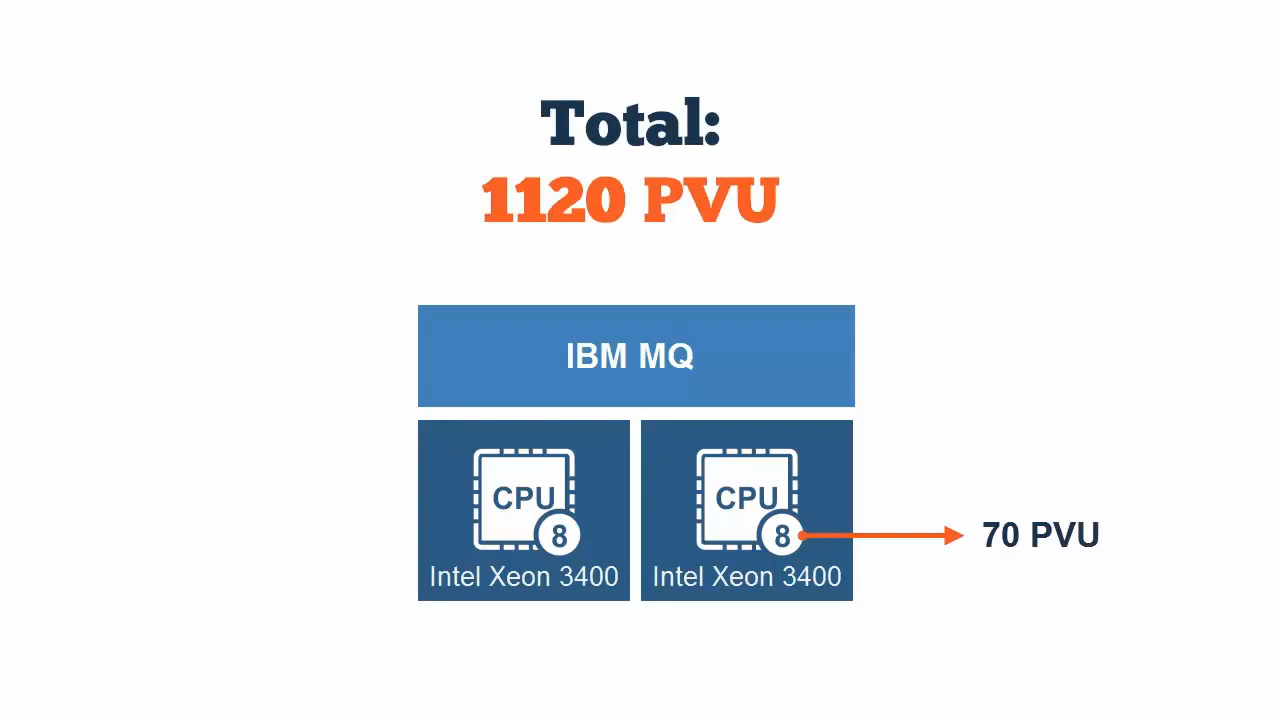 Total:
1120 PVU
IBM MQ
CPU
8
Intel Xeon 3400
CPU
8
Intel Xeon 3400
70 PVU